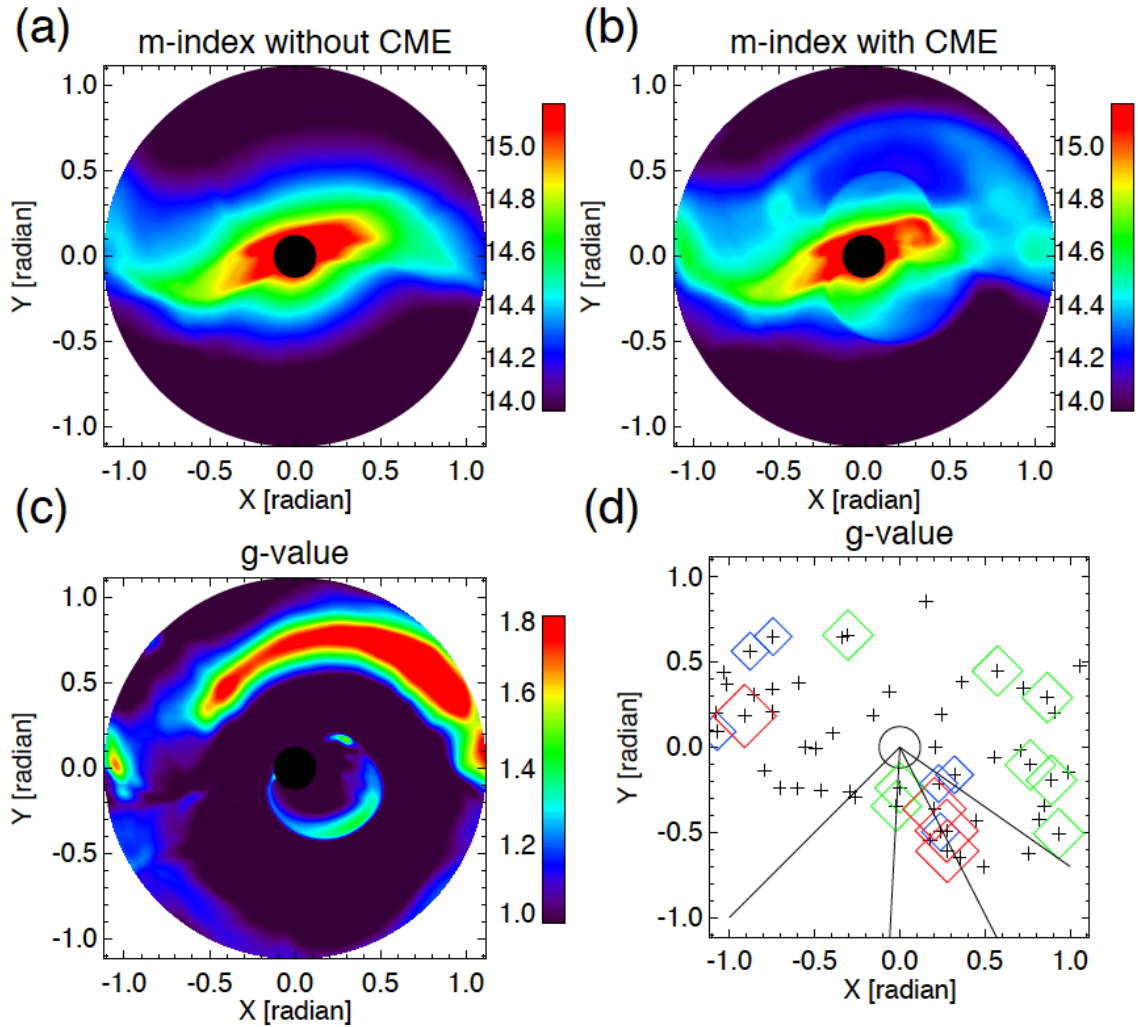 (a)
m-index without CME
1.0
0.5
0.0
-0.5
-1.0
Y [radian]
-1.0 -0.5 0.0 0.5 1.0
X [radian]
15.0
14.8
14.6
14.4
14.2
14.0
(b)
m-index with CME
1.0
0.5
0.0
-0.5
-1.0
Y [radian]
-1.0 -0.5 0.0 0.5 1.0
X [radian]
15.0
14.8
14.6
14.4
14.2
14.0
(c)
g-value
1.0
0.5
0.0
-0.5
-1.0
Y [radian]
-1.0 -0.5 0.0 0.5 1.0
X [radian]
1.8
1.6
1.4
1.2
1.0
(d)
g-value
1.0
0.5
0.0
-0.5
-1.0
Y [radian]
-1.0 -0.5 0.0 0.5 1.0
X [radian]